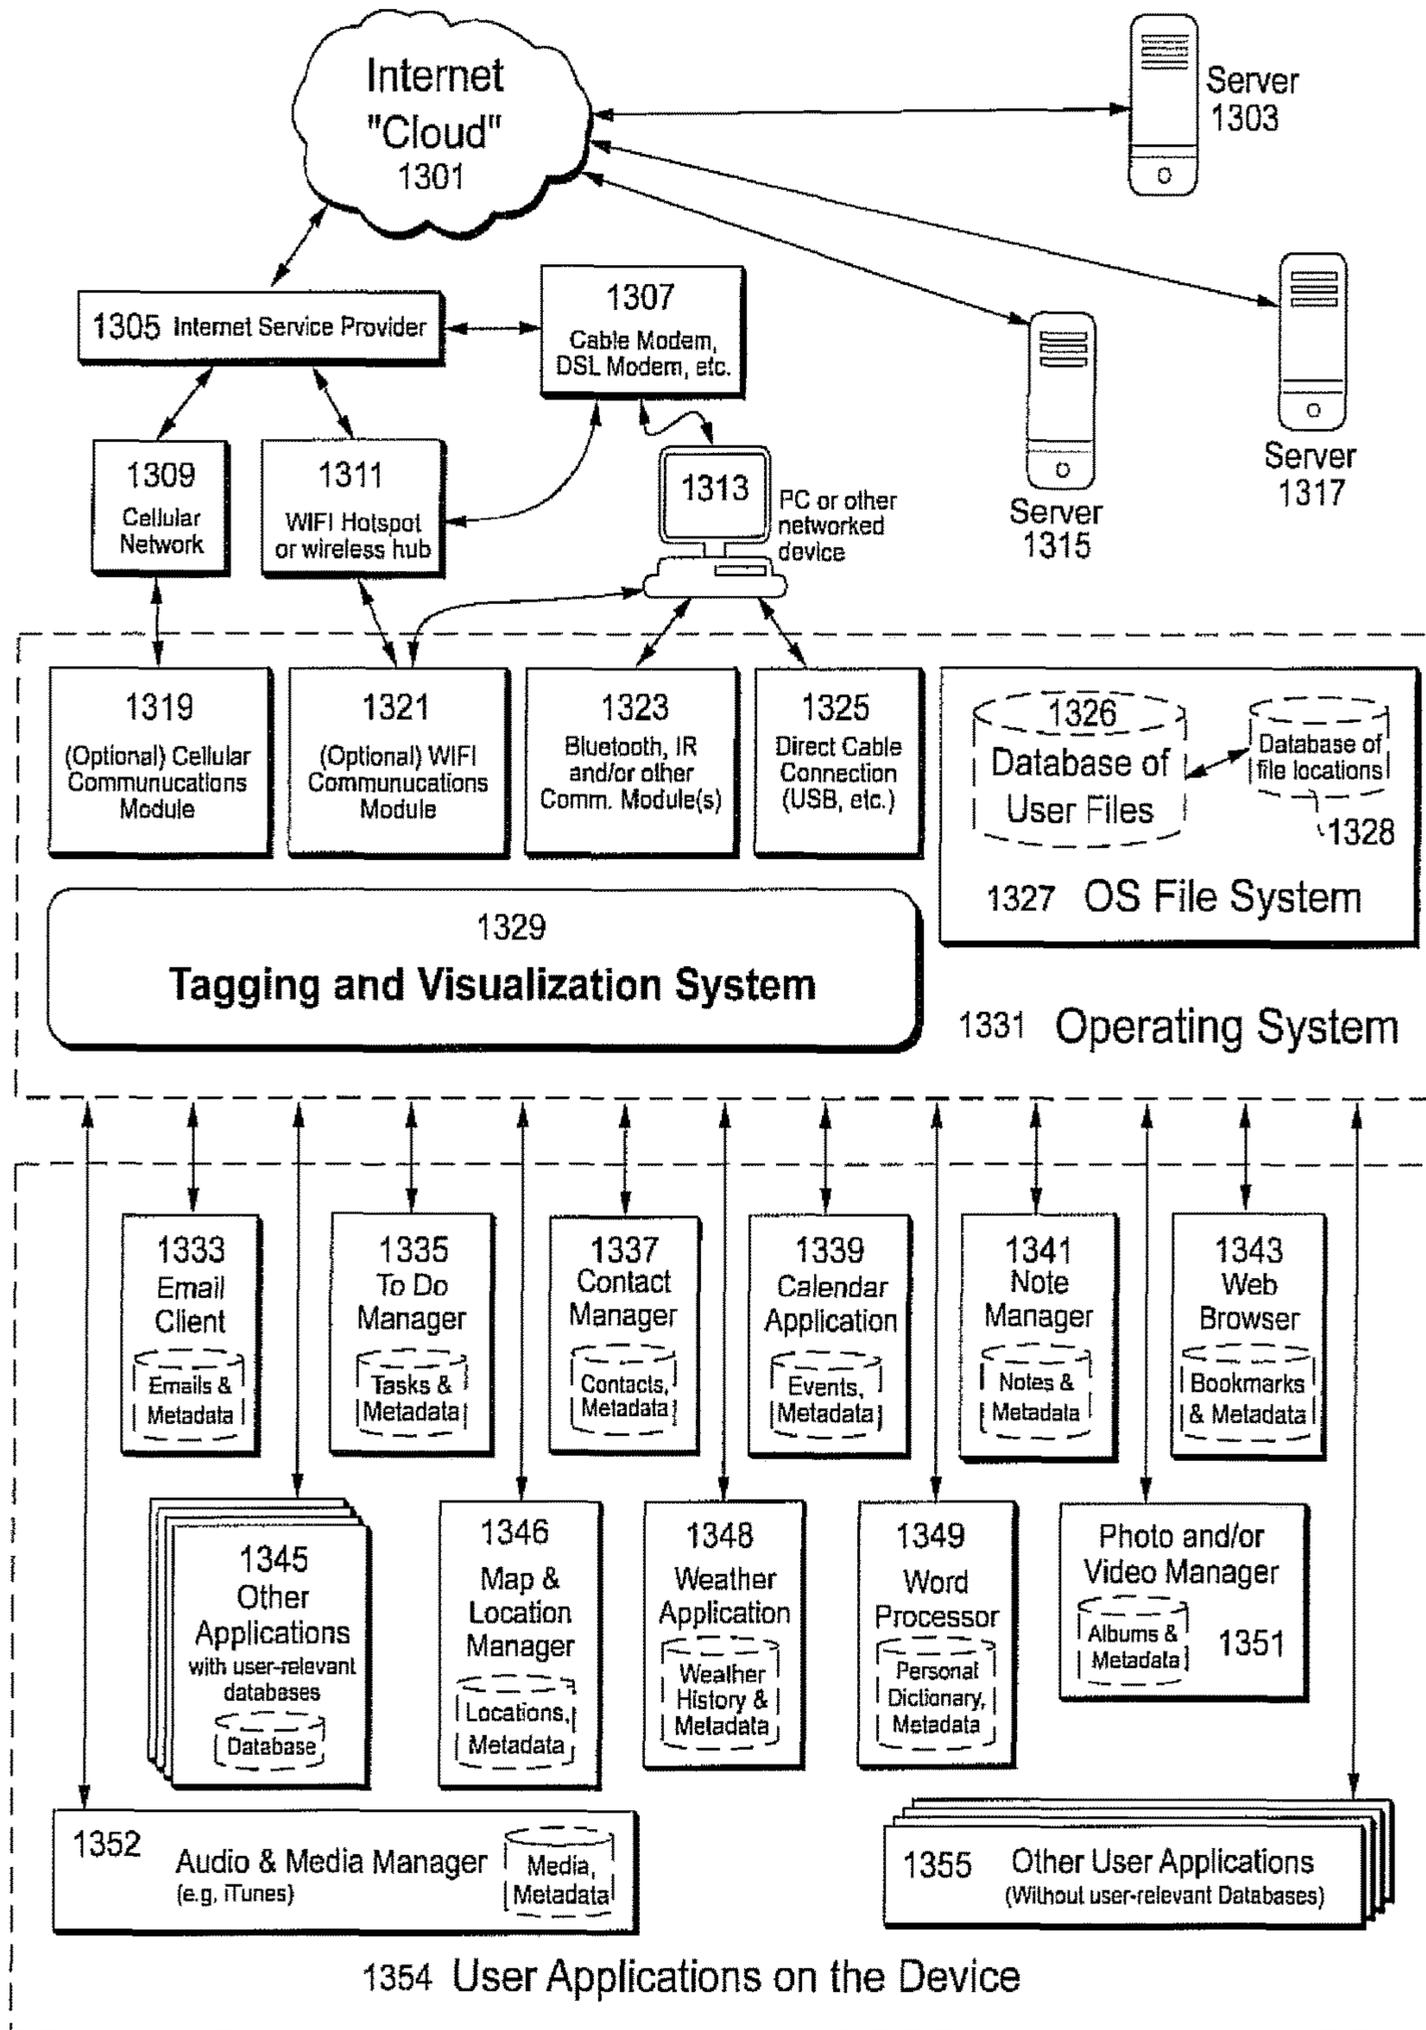 Internet
"Cloud"
1301
Server
1303
1305 Internet Service Provider
1307
Cable Modem,
DSL Modem, etc.
Server
1317
Server
1315
1309
Cellular
Network
1311
WIFI Hotspot
or wireless hub
1313
PC or other
networked
device
1319
(Optional) Cellular
Communucations
Module
1321
(Optional) WIFI
Communucations
Module
1323
Bluetooth, IR
and/or other
Comm. Module(s)
1325
Direct Cable
Connection
(USB, etc.)
1326
Database of
User Files
Database of
file locations
1328
1327 OS File System
1329
Tagging and Visualization System
1331 Operating System
1333
Email
Client
Emails &
Metadata
1335
To Do
Manager
Tasks &
Metadata
1337
Contact
Manager
Contacts,
Metadata
1339
Calendar
Application
Events,
Metadata
1341
Note
Manager
Notes &
Metadata
1343
Web
Browser
Bookmarks
& Metadata
1345
Other
Applications
with user-relevant
databases
Database
1346
Map &
Location
Manager
Locations,
Metadata
1348
Weather
Application
Weather
History &
Metadata
1349
Word
Processor
Personal
Dictionary,
Metadata
Photo and/or
Video Manager
Albums &
Metadata
1351
1352
Audio & Media Manager
(e.g. iTunes)
Media,
Metadata
1355 Other User Applications
(Without user-relevant Databases)
1354 User Applications on the Device